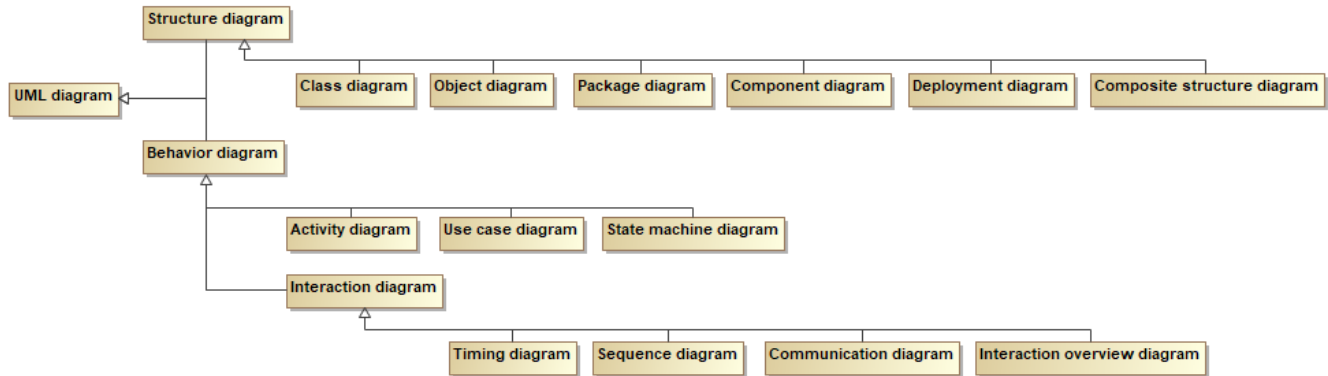 Structure diagram
Class diagram
Object diagram
Package diagram
Component diagram
Deployment diagram
Composite structure diagram
UML diagram
Behavior diagram
Activity diagram
Use case diagram
State machine diagram
Interaction diagram
Timing diagram
Sequence diagram
Communication diagram
Interaction overview diagram